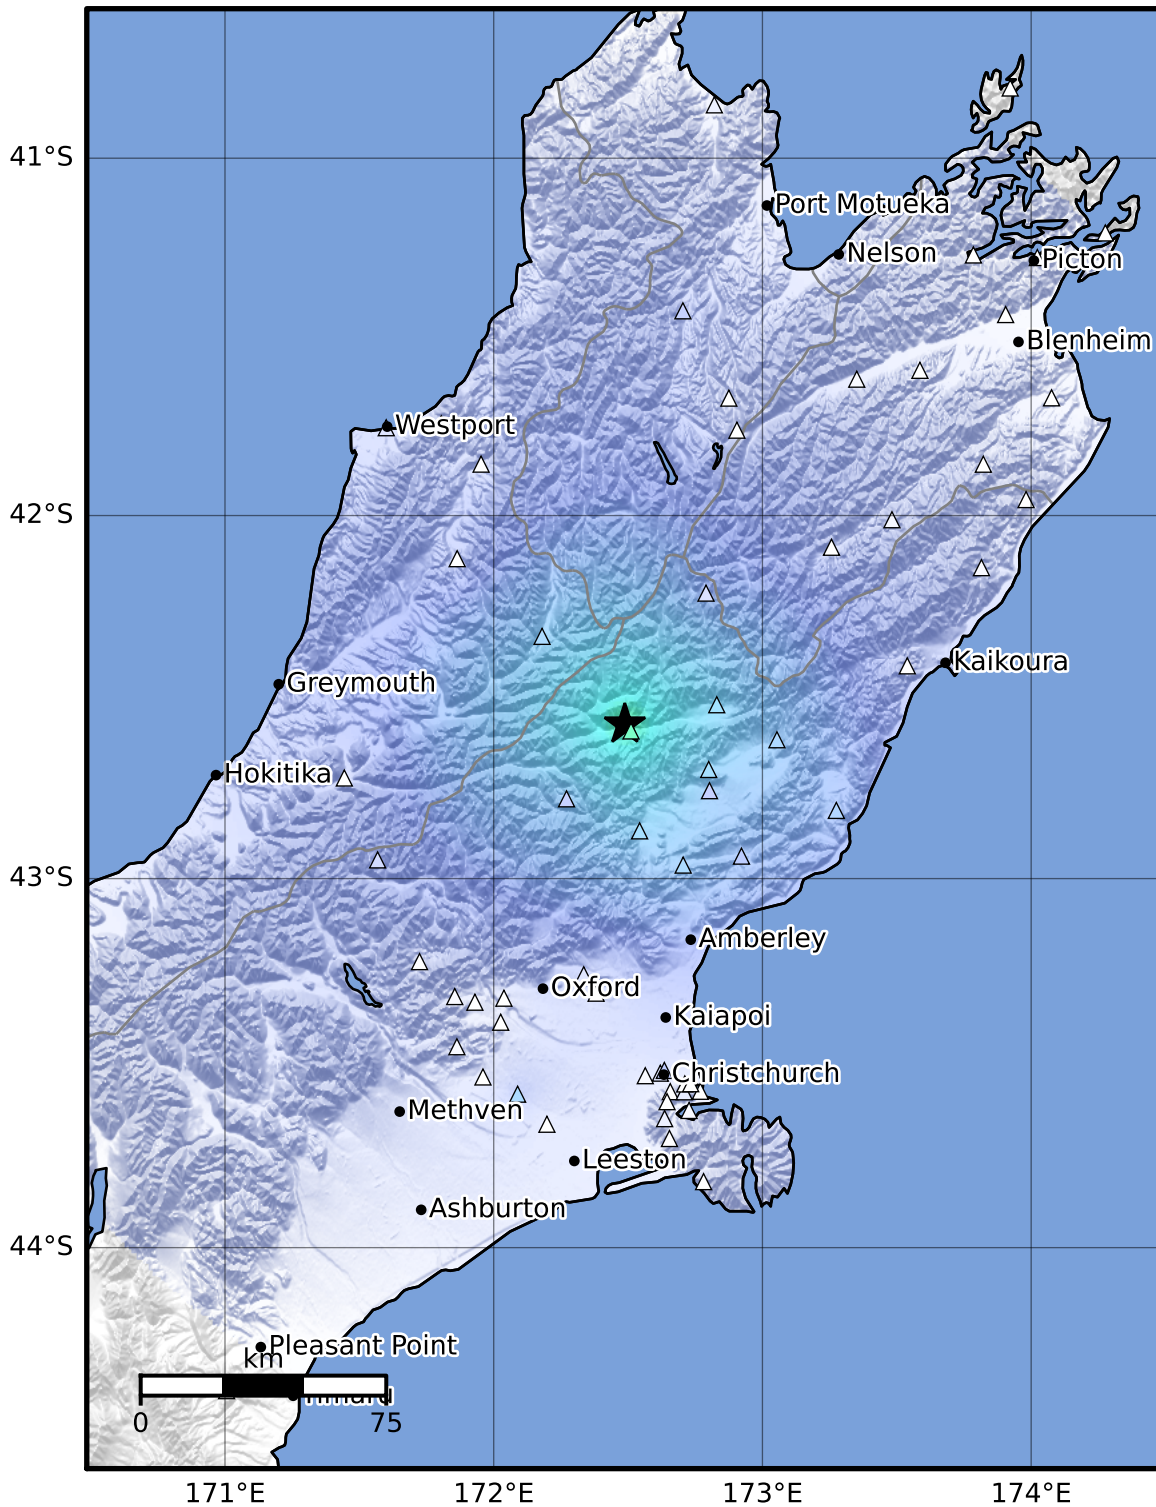 41°S
Port Motueka
Nelson
Picton
Blenheim
Westport
42°S
Kaikoura
Greymouth
Hokitika
43°S
Amberley
Oxford
Kaiapoi
Christchurch
Methven
Leeston
Ashburton
44°S
Pleasant Point
km
0
75
171°E
172°E
173°E
174°E